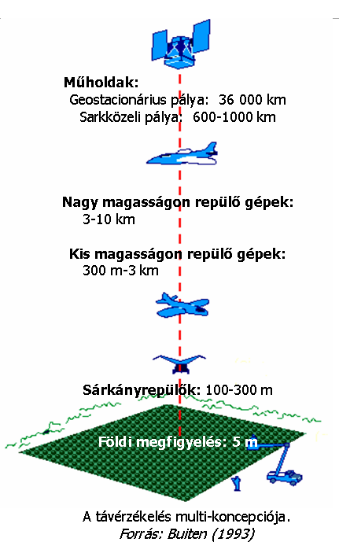 Műholdak:
Geostacionárius pálya: 36 000 km
Sarkközeli pálya: 600-1000 km
Nagy magasságon repülő gépek:
3-10 km
Kis magasságon repülő gépek:
300 m-3 km
Sárkányrepülők: 100-300 m
Földi megfigyelés: 5 m
A távérzékelés multi-koncepciója.
Forrás: Buiten (1993)